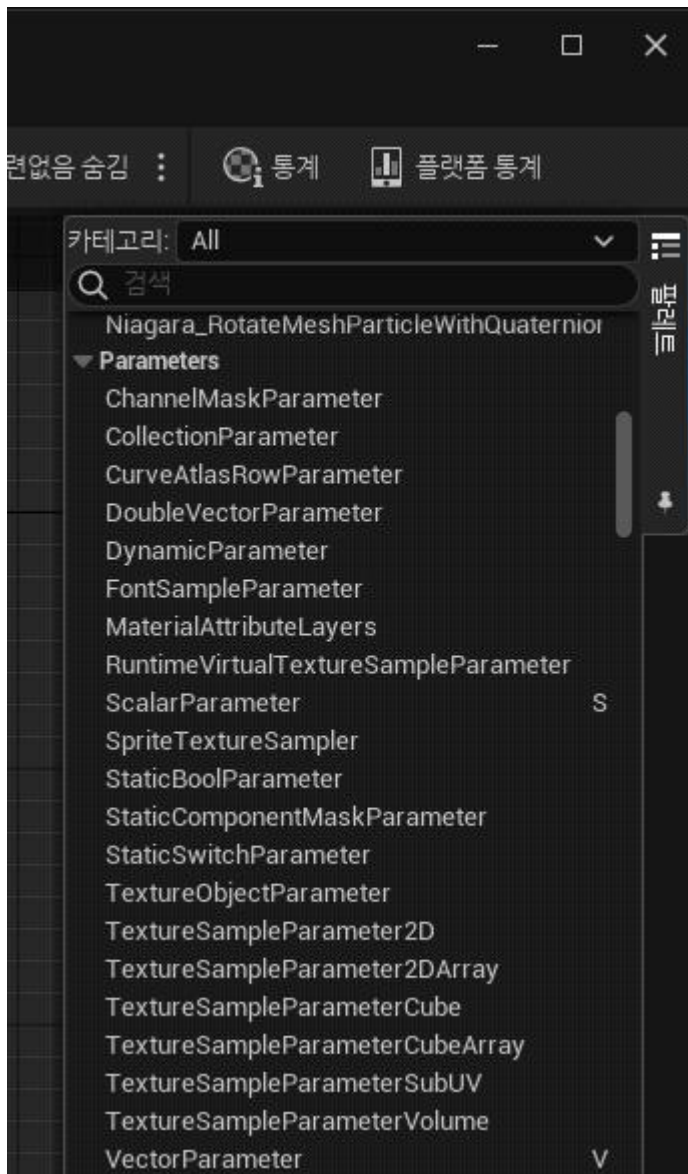 련없음 숨김
통계
플랫폼 통계
카테고리: All
팔레트
검색
Niagara_RotateMeshParticleWithQuaternior
Parameters
ChannelMaskParameter
CollectionParameter
CurveAtlasRowParameter
DoubleVectorParameter
DynamicParameter
FontSampleParameter
MaterialAttributeLayers
RuntimeVirtualTextureSampleParameter
ScalarParameter S
SpriteTextureSampler
StaticBoolParameter
StaticComponentMaskParameter
StaticSwitchParameter
TextureObjectParameter
TextureSampleParameter2D
TextureSampleParameter2DArray
TextureSampleParameterCube
TextureSampleParameterCubeArray
TextureSampleParameterSubUV
TextureSampleParameterVolume
VectorParameter V